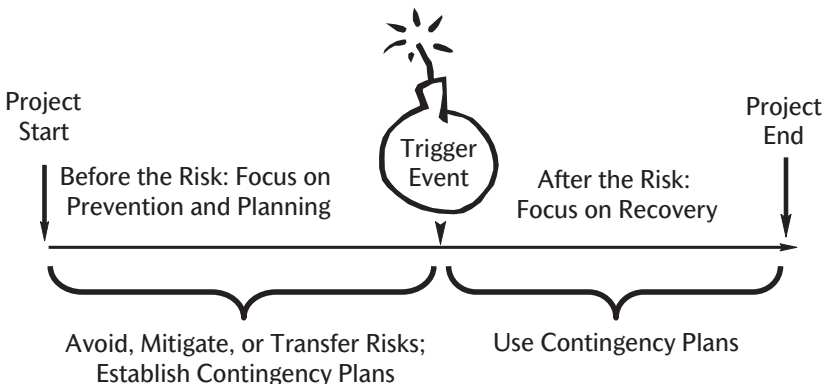 Project
Start
Before the Risk: Focus on
Prevention and Planning
Trigger
Event
After the Risk:
Focus on Recovery
Project
End
Avoid, Mitigate, or Transfer Risks;
Establish Contingency Plans
Use Contingency Plans